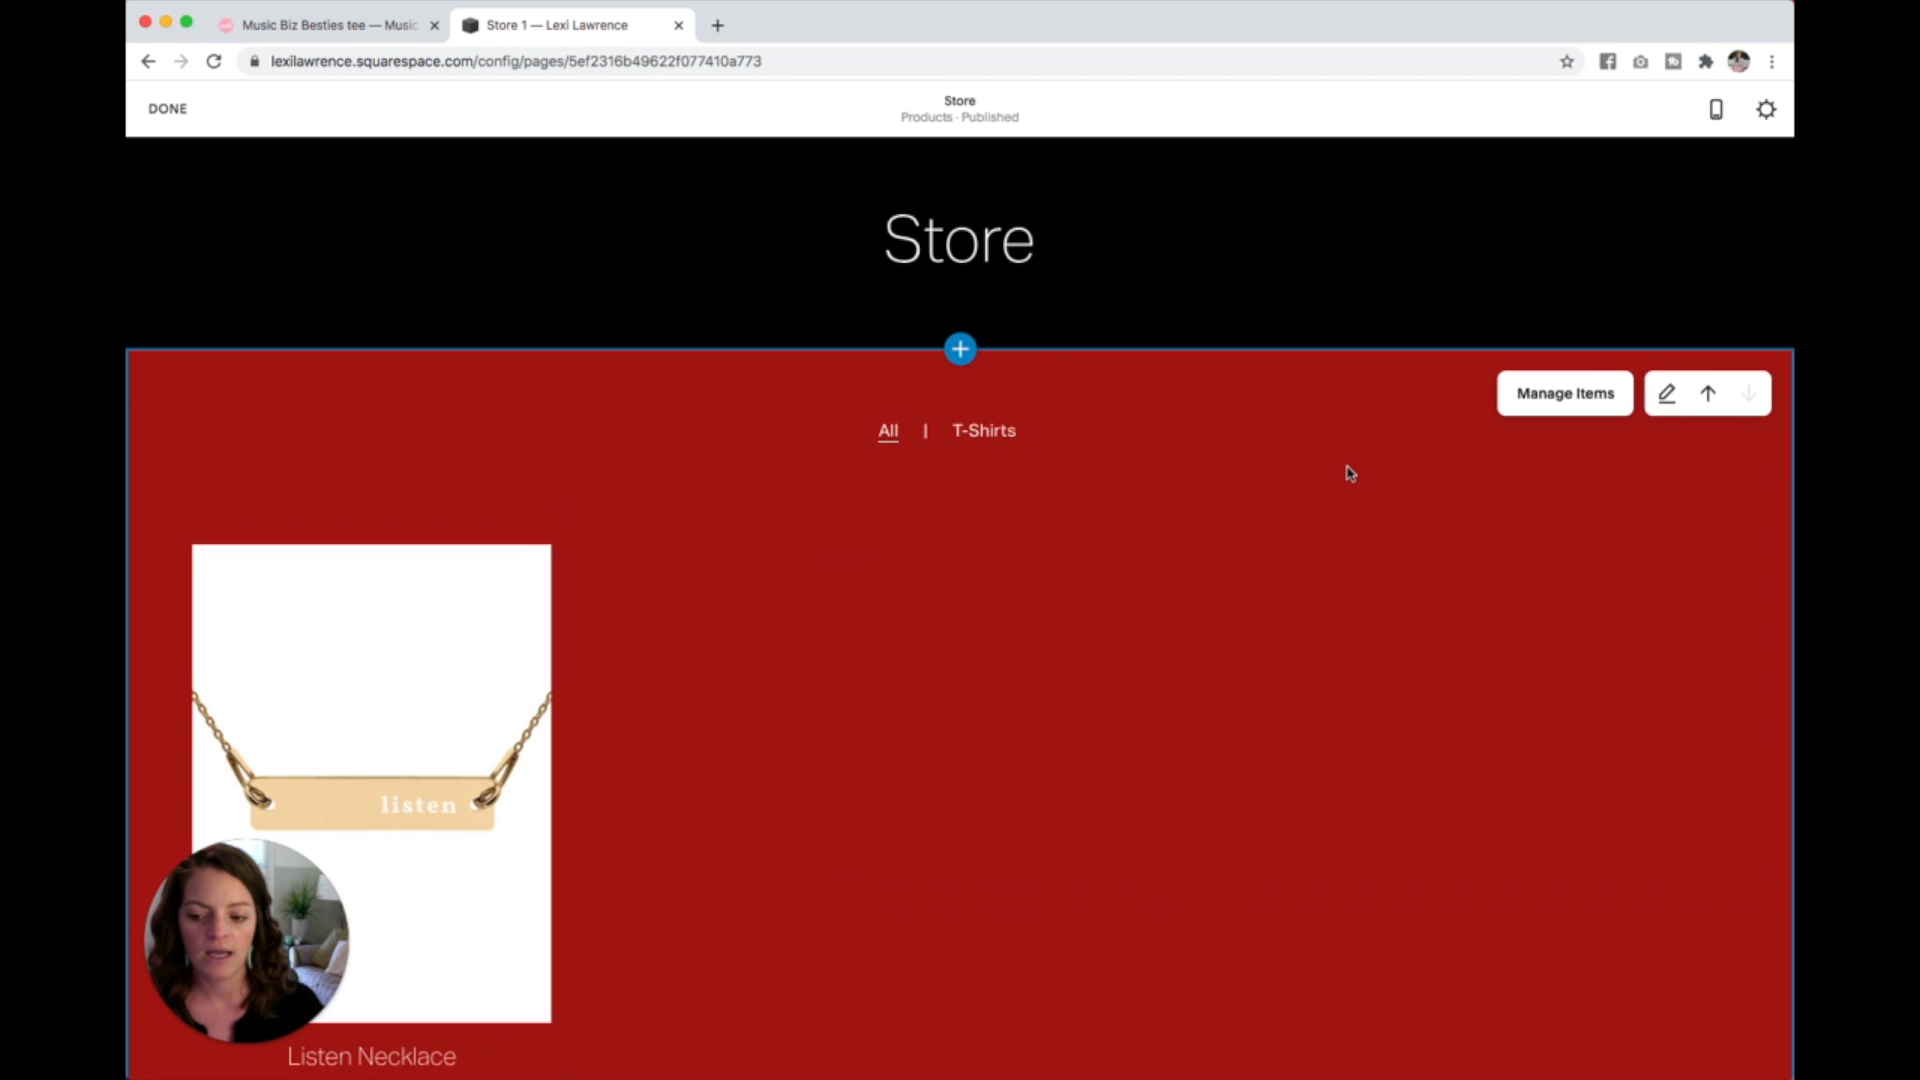 Music Biz Besties tee — Music
Store 1 — Lexi Lawrence
lexilawrence.squarespace.com/config/pages/5ef2316b49622f077410a773
DONE
Store
Products · Published
Store
Manage Items
All | T-Shirts
listen
Listen Necklace